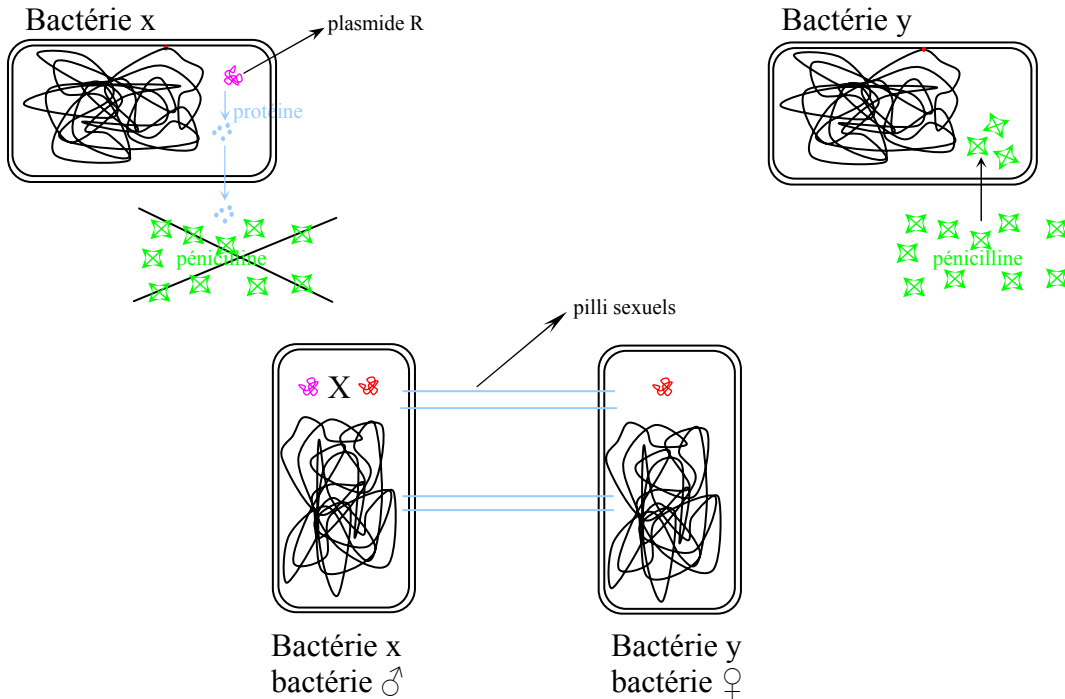 Bactérie x
plasmide R
Bactérie y
protéine
pénicilline
pénicilline
pilli sexuels
X
Bactérie x
bactérie ♂
Bactérie y
bactérie ♀